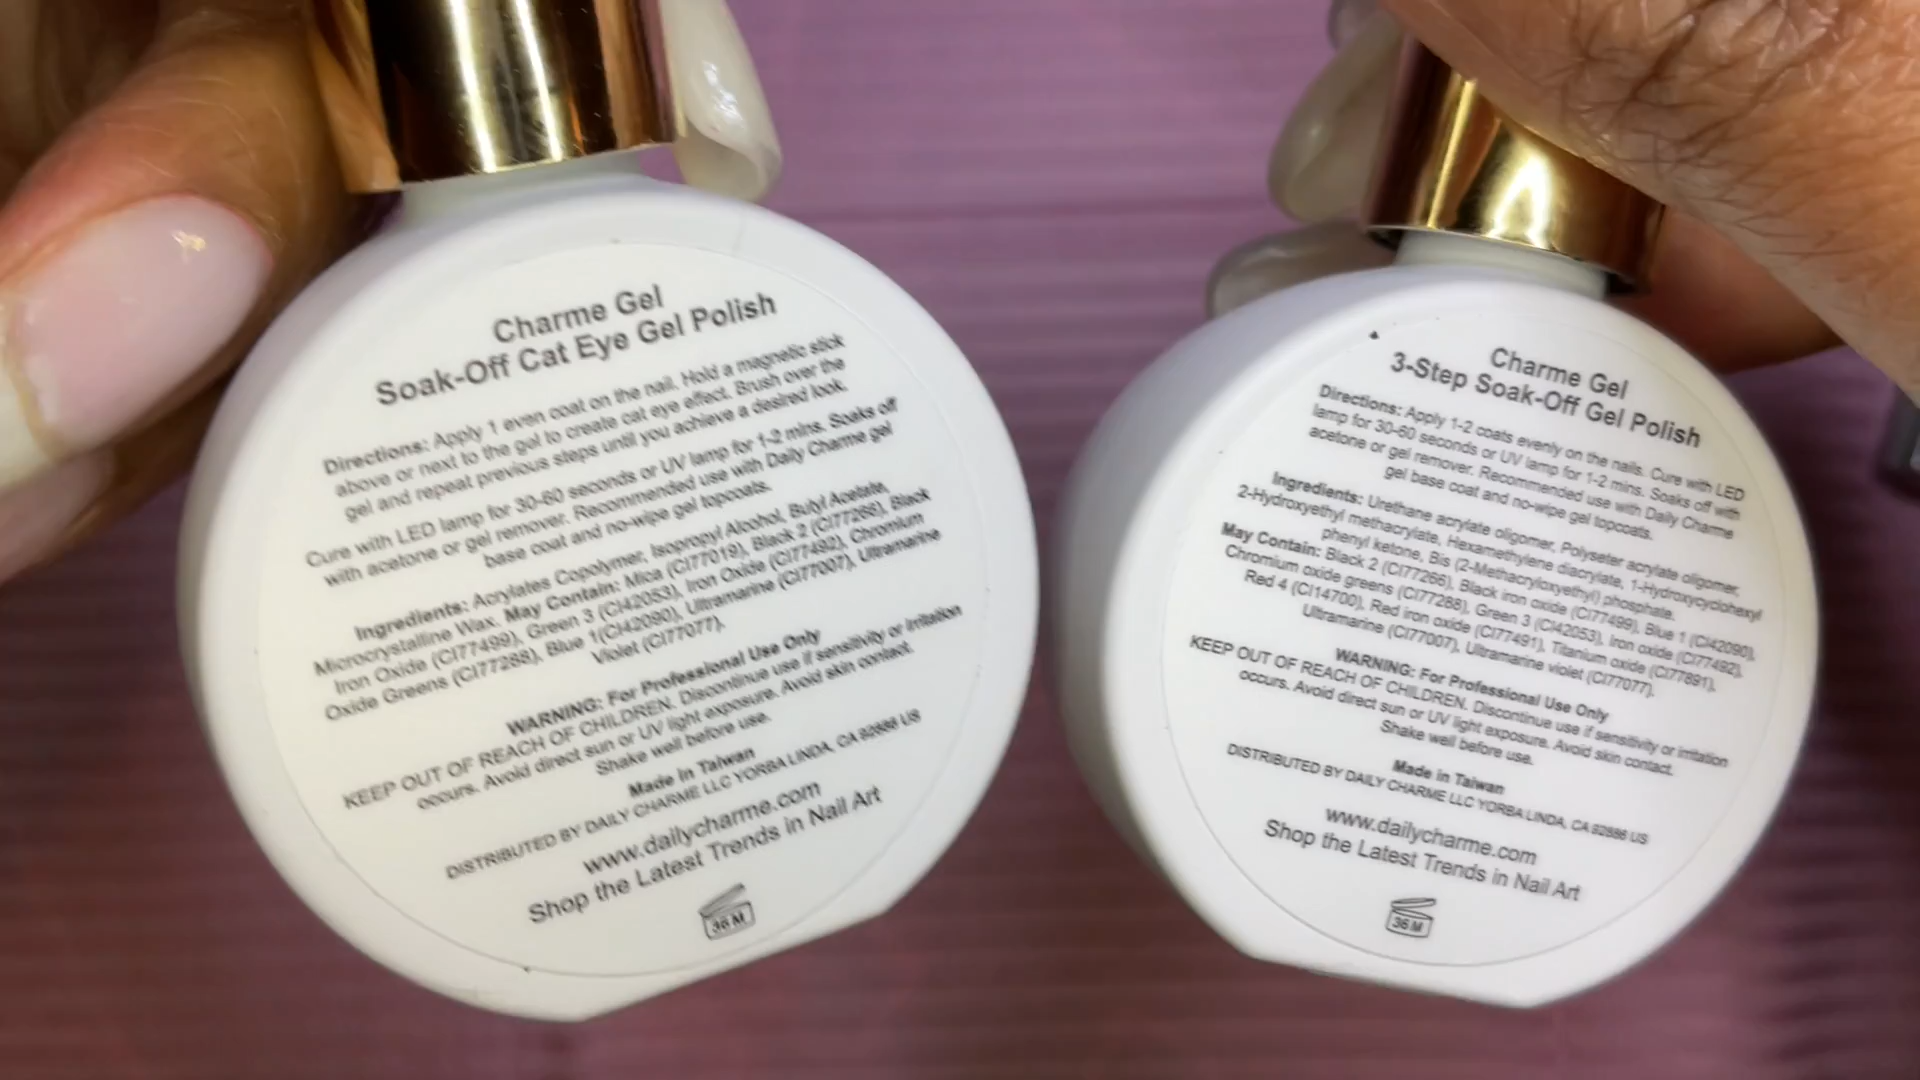 Charme Gel
Soak-Off Cat Eye Gel Polish
Directions: Apply 1 even coat on the nail. Hold a magnetic stick
above or next to the gel to create cat eye effect. Brush over the
gel and repeat previous steps until you achieve a desired look.
Cure with LED lamp for 30-60 seconds or UV lamp for 1-2 mins. Soaks off
with acetone or gel remover. Recommended use with Daily Charme gel
base coat and no-wipe gel topcoats.
Ingredients: Acrylates Copolymer, Isopropyl Alcohol, Butyl Acetate,
Microcrystalline Wax. May Contain: Mica (CI77019), Black 2 (CI77266), Black
Iron Oxide (CI77499), Green 3 (CI42053), Iron Oxide (CI77492), Chromium
Oxide Greens (CI77288), Blue 1(CI42090), Ultramarine (CI77007), Ultramarine
Violet (CI77077).
WARNING: For Professional Use Only
KEEP OUT OF REACH OF CHILDREN. Discontinue use if sensitivity or irritation
occurs. Avoid direct sun or UV light exposure. Avoid skin contact.
Shake well before use.
Made in Taiwan
DISTRIBUTED BY DAILY CHARME LLC YORBA LINDA, CA 92886 US
www.dailycharme.com
Shop the Latest Trends in Nail Art
36 M
Charme Gel
3-Step Soak-Off Gel Polish
Directions: Apply 1-2 coats evenly on the nails. Cure with LED
lamp for 30-60 seconds or UV lamp for 1-2 mins. Soaks off with
acetone or gel remover. Recommended use with Daily Charme
gel base coat and no-wipe gel topcoats.
Ingredients: Urethane acrylate oligomer, Polyseter acrylate oligomer,
2-Hydroxyethyl methacrylate, Hexamethylene diacrylate, 1-Hydroxycyclohexyl
phenyl ketone, Bis (2-Methacryloxyethyl) phosphate.
May Contain: Black 2 (CI77266), Black iron oxide (CI77499), Blue 1 (CI42090),
Chromium oxide greens (CI77288), Green 3 (CI42053), Iron oxide (CI77492),
Red 4 (CI14700), Red iron oxide (CI77491), Titanium oxide (CI77891),
Ultramarine (CI77007), Ultramarine violet (CI77077).
WARNING: For Professional Use Only
KEEP OUT OF REACH OF CHILDREN. Discontinue use if sensitivity or irritation
occurs. Avoid direct sun or UV light exposure. Avoid skin contact.
Shake well before use.
Made in Taiwan
DISTRIBUTED BY DAILY CHARME LLC YORBA LINDA, CA 92886 US
www.dailycharme.com
Shop the Latest Trends in Nail Art
36 M